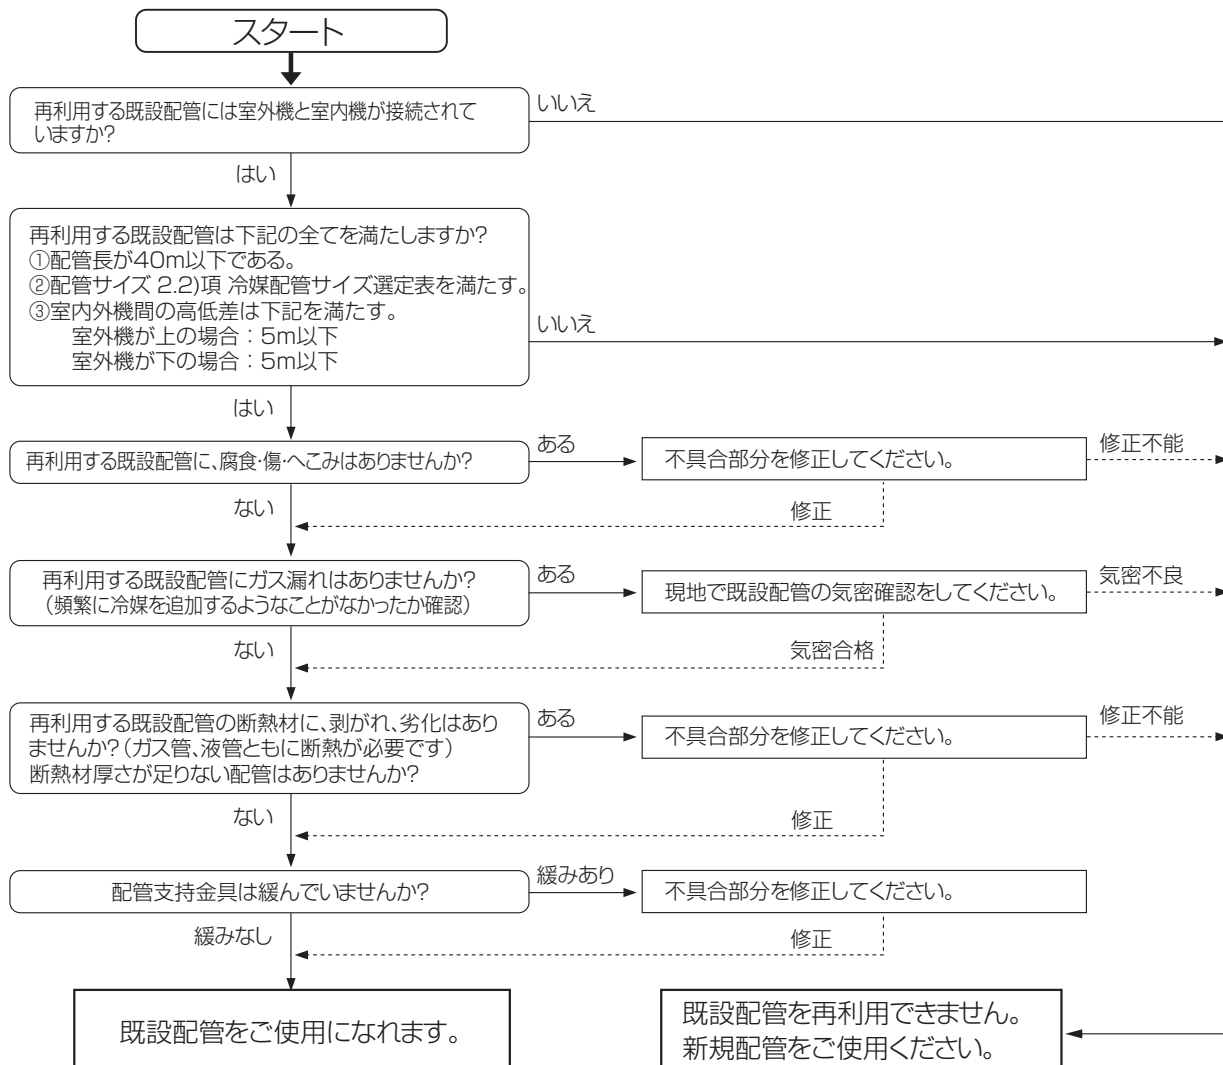 スタート
再利用する既設配管には室外機と室内機が接続されて
いますか?
いいえ
はい
再利用する既設配管は下記の全てを満たしますか?
①配管長が40m以下である。
②配管サイズ 2.2)項 冷媒配管サイズ選定表を満たす。
③室内外機間の高低差は下記を満たす。
室外機が上の場合：5m以下
室外機が下の場合：5m以下
いいえ
はい
再利用する既設配管に、腐食・傷・へこみはありませんか?
ある
不具合部分を修正してください。
修正不能
ない
修正
再利用する既設配管にガス漏れはありませんか?
（頻繁に冷媒を追加するようなことがなかったか確認）
ある
現地で既設配管の気密確認をしてください。
気密不良
ない
気密合格
再利用する既設配管の断熱材に、剥がれ、劣化はあり
ませんか?（ガス管、液管ともに断熱が必要です）
断熱材厚さが足りない配管はありませんか?
ある
不具合部分を修正してください。
修正不能
ない
修正
配管支持金具は緩んでいませんか?
緩みあり
不具合部分を修正してください。
緩みなし
修正
既設配管をご使用になれます。
既設配管を再利用できません。
新規配管をご使用ください。